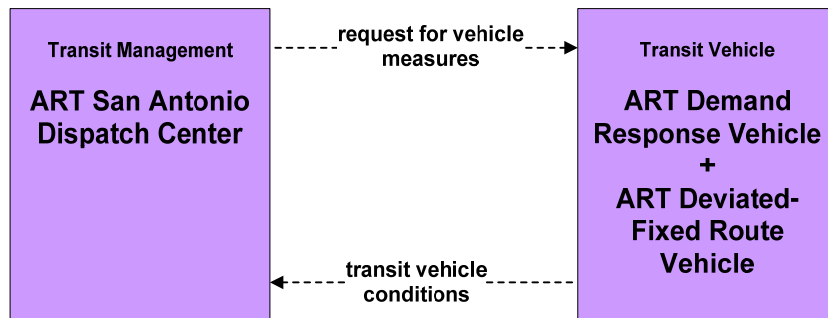 Transit Management
ART San Antonio
Dispatch Center
request for vehicle
measures
transit vehicle
conditions
Transit Vehicle
ART Demand
Response Vehicle
+
ART Deviated-
Fixed Route
Vehicle